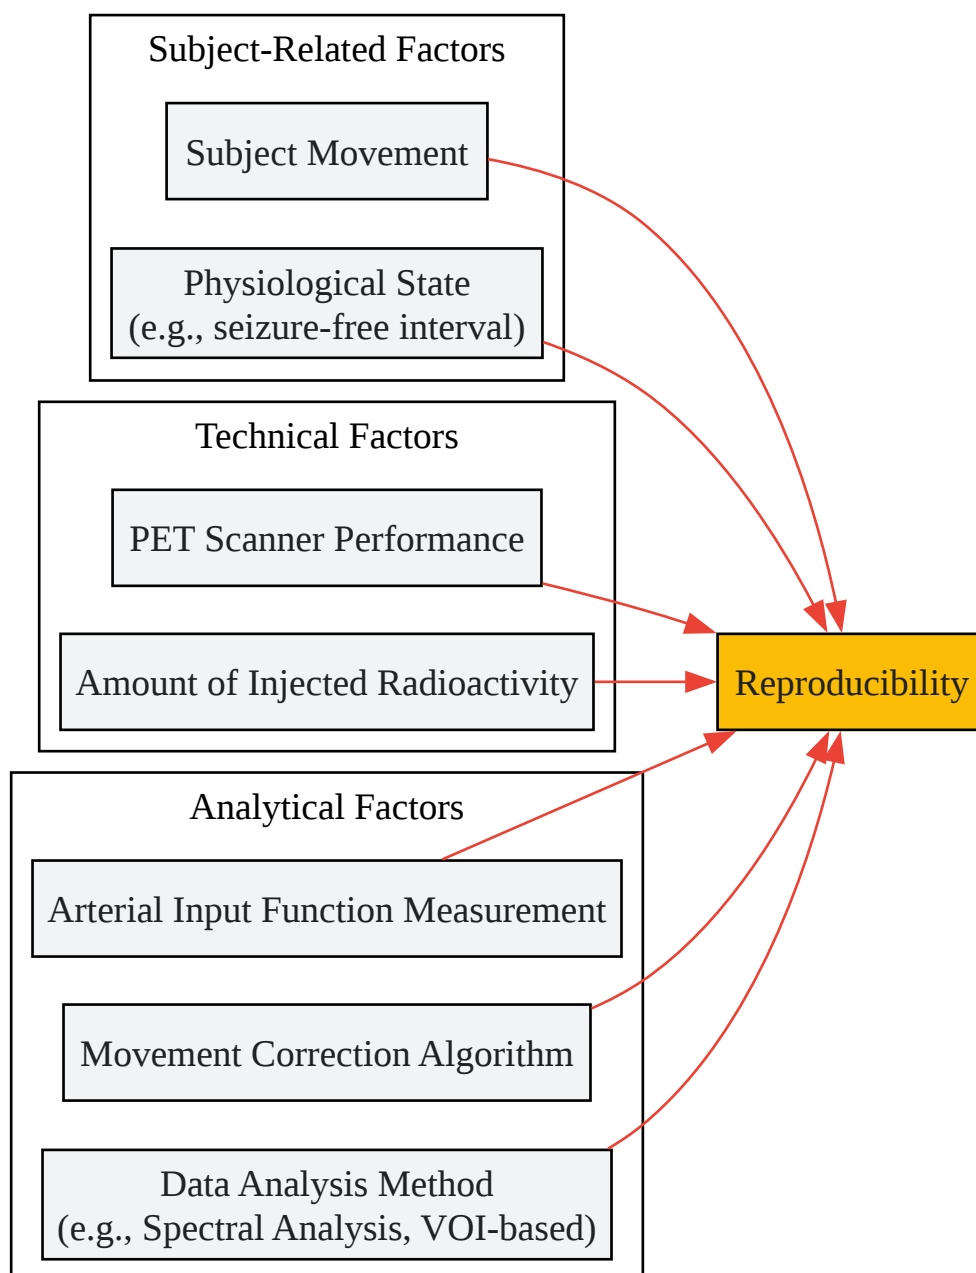 Subject-Related Factors
Subject Movement
Physiological State
(e.g., seizure-free interval)
Technical Factors
PET Scanner Performance
Amount of Injected Radioactivity
Reproducibility
Analytical Factors
Arterial Input Function Measurement
Movement Correction Algorithm
Data Analysis Method
(e.g., Spectral Analysis, VOI-based)